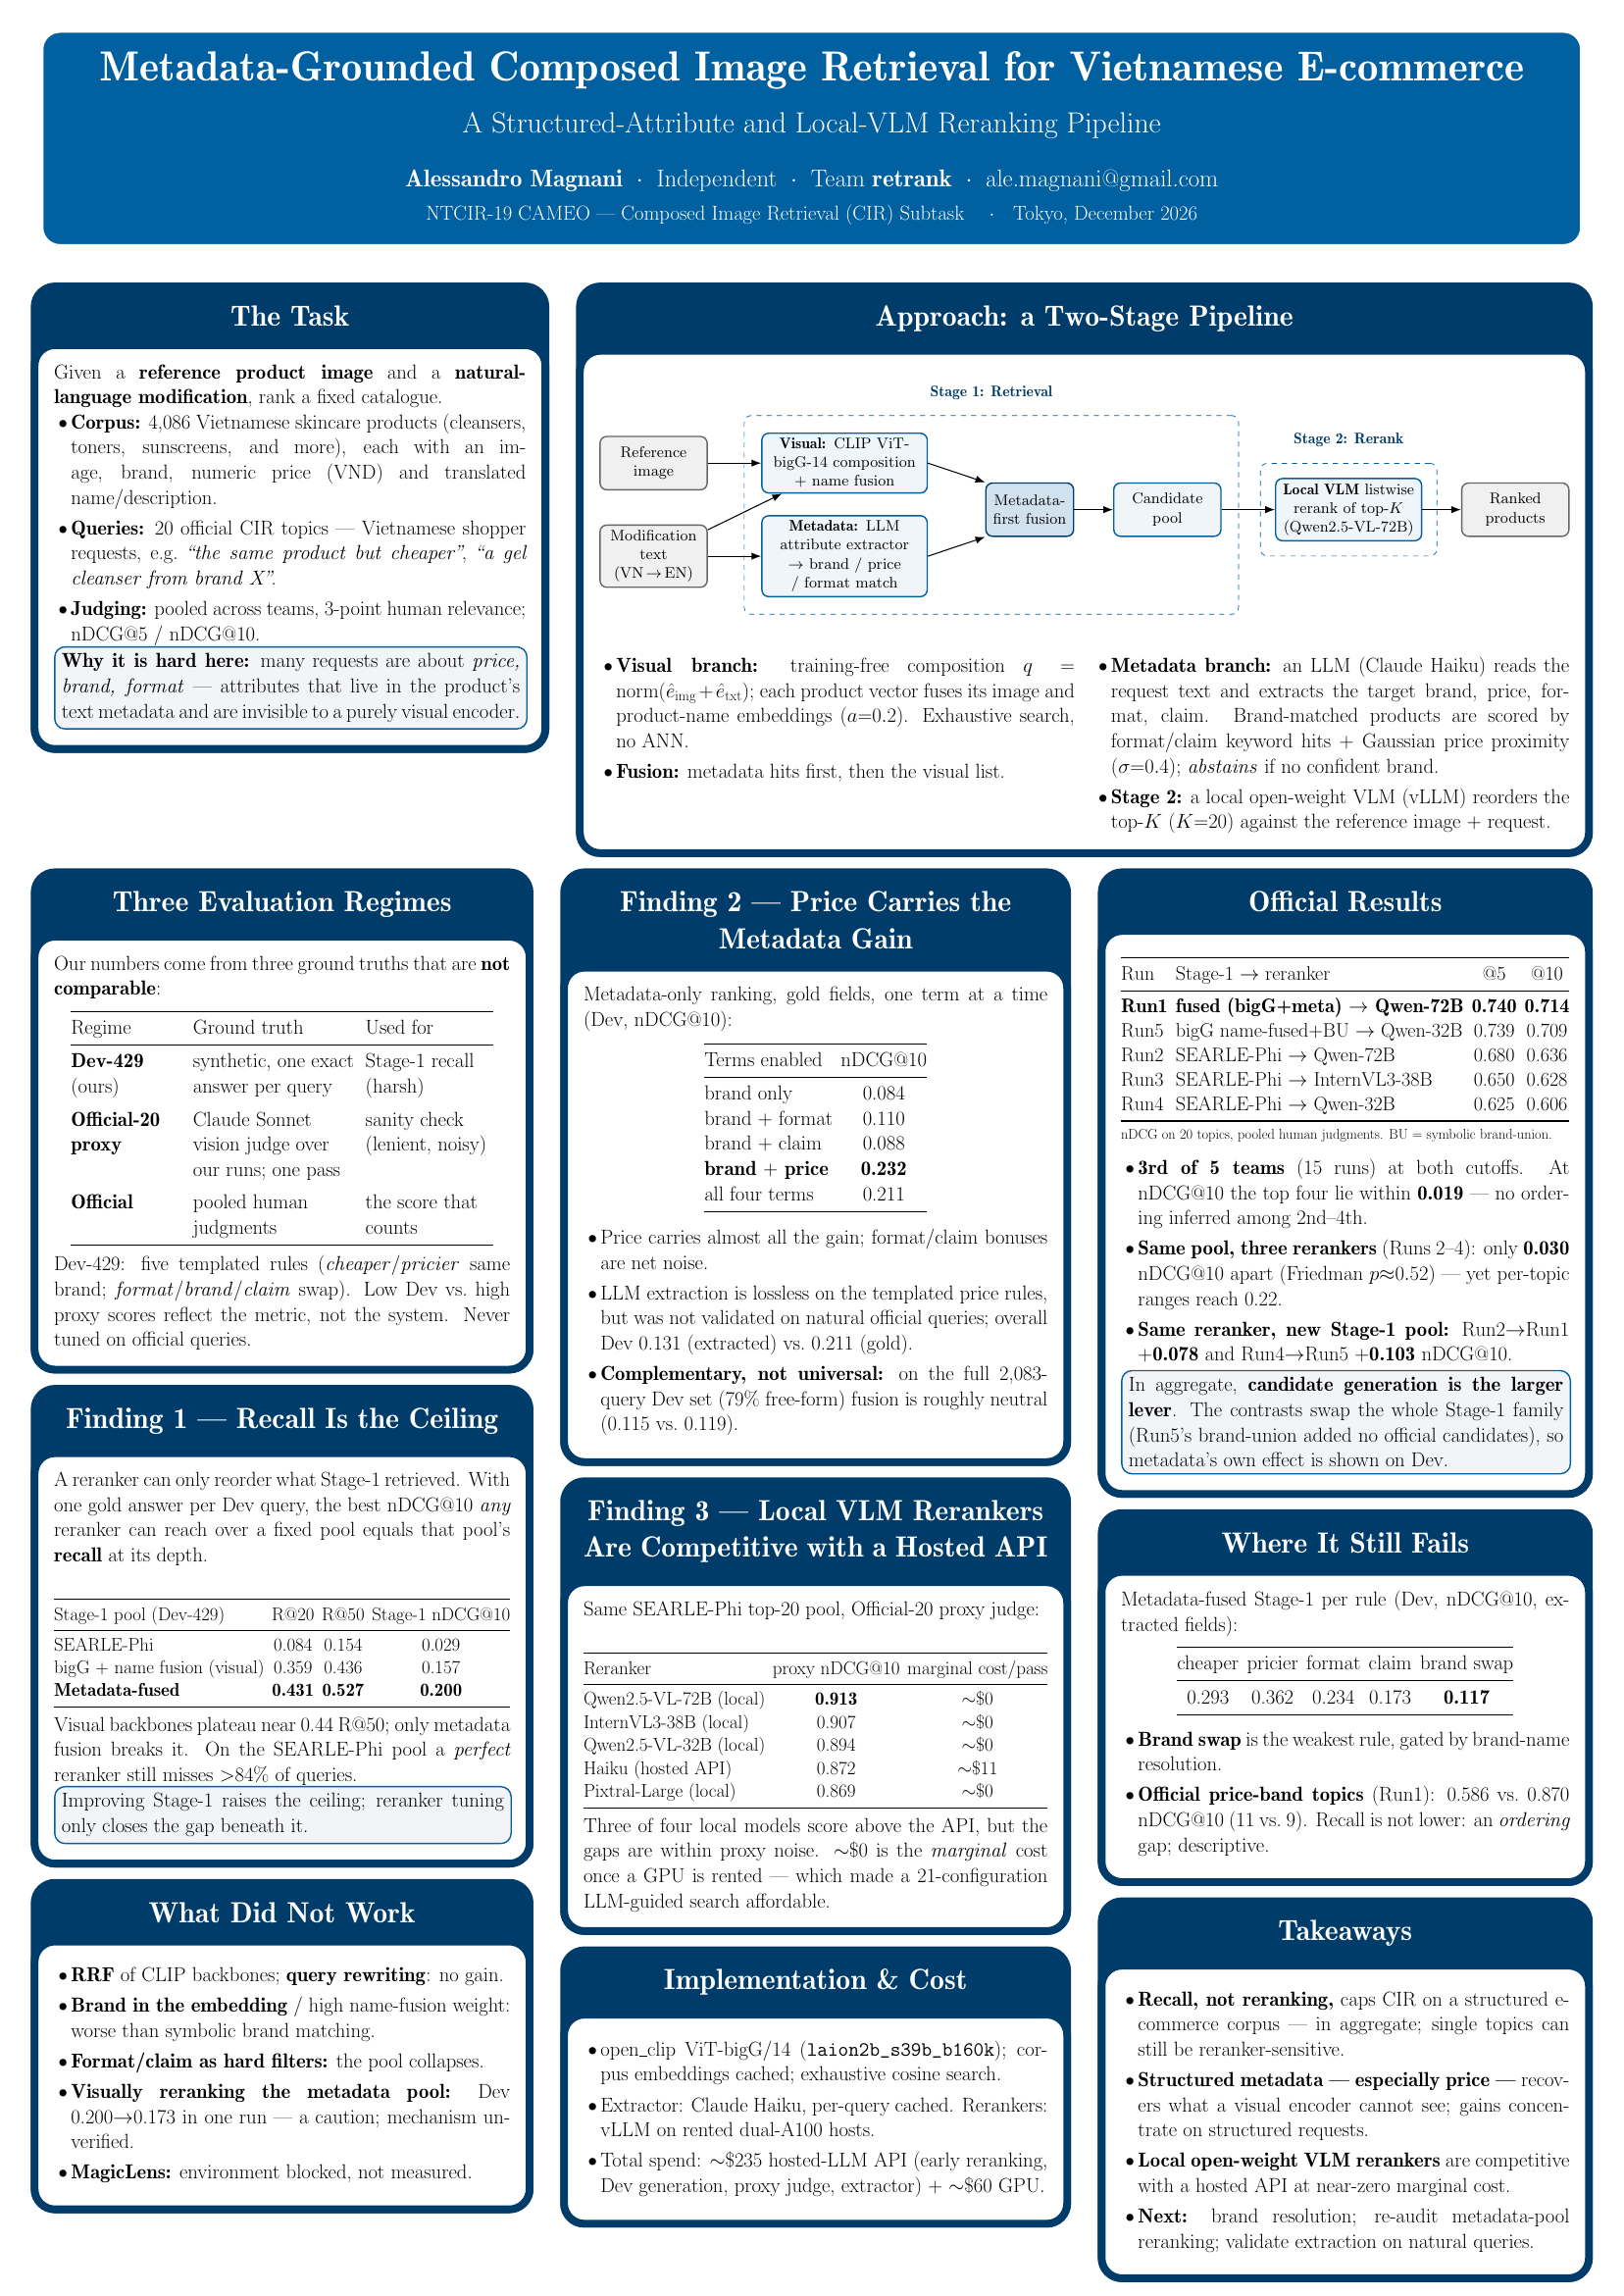 Metadata-Grounded Composed Image Retrieval for Vietnamese E-commerce
A Structured-Attribute and Local-VLM Reranking Pipeline
Alessandro Magnani · Independent · Team retrank · ale.magnani@gmail.com
NTCIR-19 CAMEO — Composed Image Retrieval (CIR) Subtask · Tokyo, December 2026
The Task
Given a reference product image and a natural-
language modification, rank a fixed catalogue.
• Corpus: 4,086 Vietnamese skincare products (cleansers,
toners, sunscreens, and more), each with an im-
age, brand, numeric price (VND) and translated
name/description.
• Queries: 20 official CIR topics — Vietnamese shopper
requests, e.g. “the same product but cheaper”, “a gel
cleanser from brand X”.
• Judging: pooled across teams, 3-point human relevance;
nDCG@5 / nDCG@10.
Why it is hard here: many requests are about price,
brand, format — attributes that live in the product’s
text metadata and are invisible to a purely visual encoder.
Approach: a Two-Stage Pipeline
Stage 1: Retrieval
Stage 2: Rerank
Reference
image
Modification
text
(VN→EN)
Visual: CLIP ViT-
bigG-14 composition
+ name fusion
Metadata: LLM
attribute extractor
→ brand / price
/ format match
Metadata-
first fusion
Candidate
pool
Local VLM listwise
rerank of top-K
(Qwen2.5-VL-72B)
Ranked
products
• Visual branch: training-free composition q =
norm(ê_img + ê_txt); each product vector fuses its image and
product-name embeddings (a=0.2). Exhaustive search,
no ANN.
• Fusion: metadata hits first, then the visual list.
• Metadata branch: an LLM (Claude Haiku) reads the
request text and extracts the target brand, price, for-
mat, claim. Brand-matched products are scored by
format/claim keyword hits + Gaussian price proximity
(σ=0.4); abstains if no confident brand.
• Stage 2: a local open-weight VLM (vLLM) reorders the
top-K (K=20) against the reference image + request.
Three Evaluation Regimes
Our numbers come from three ground truths that are not
comparable:
Regime Ground truth Used for
Dev-429 synthetic, one exact Stage-1 recall
(ours) answer per query (harsh)
Official-20 Claude Sonnet sanity check
proxy vision judge over (lenient, noisy)
our runs; one pass
Official pooled human the score that
judgments counts
Dev-429: five templated rules (cheaper/pricier same
brand; format/brand/claim swap). Low Dev vs. high
proxy scores reflect the metric, not the system. Never
tuned on official queries.
Finding 1 — Recall Is the Ceiling
A reranker can only reorder what Stage-1 retrieved. With
one gold answer per Dev query, the best nDCG@10 any
reranker can reach over a fixed pool equals that pool’s
recall at its depth.
Stage-1 pool (Dev-429) R@20 R@50 Stage-1 nDCG@10
SEARLE-Phi 0.084 0.154 0.029
bigG + name fusion (visual) 0.359 0.436 0.157
Metadata-fused 0.431 0.527 0.200
Visual backbones plateau near 0.44 R@50; only metadata
fusion breaks it. On the SEARLE-Phi pool a perfect
reranker still misses >84% of queries.
Improving Stage-1 raises the ceiling; reranker tuning
only closes the gap beneath it.
What Did Not Work
• RRF of CLIP backbones; query rewriting: no gain.
• Brand in the embedding / high name-fusion weight:
worse than symbolic brand matching.
• Format/claim as hard filters: the pool collapses.
• Visually reranking the metadata pool: Dev
0.200→0.173 in one run — a caution; mechanism un-
verified.
• MagicLens: environment blocked, not measured.
Finding 2 — Price Carries the
Metadata Gain
Metadata-only ranking, gold fields, one term at a time
(Dev, nDCG@10):
Terms enabled nDCG@10
brand only 0.084
brand + format 0.110
brand + claim 0.088
brand + price 0.232
all four terms 0.211
• Price carries almost all the gain; format/claim bonuses
are net noise.
• LLM extraction is lossless on the templated price rules,
but was not validated on natural official queries; overall
Dev 0.131 (extracted) vs. 0.211 (gold).
• Complementary, not universal: on the full 2,083-
query Dev set (79% free-form) fusion is roughly neutral
(0.115 vs. 0.119).
Finding 3 — Local VLM Rerankers
Are Competitive with a Hosted API
Same SEARLE-Phi top-20 pool, Official-20 proxy judge:
Reranker proxy nDCG@10 marginal cost/pass
Qwen2.5-VL-72B (local) 0.913 ~$0
InternVL3-38B (local) 0.907 ~$0
Qwen2.5-VL-32B (local) 0.894 ~$0
Haiku (hosted API) 0.872 ~$11
Pixtral-Large (local) 0.869 ~$0
Three of four local models score above the API, but the
gaps are within proxy noise. ~$0 is the marginal cost
once a GPU is rented — which made a 21-configuration
LLM-guided search affordable.
Implementation & Cost
• open_clip ViT-bigG/14 (laion2b_s39b_b160k); cor-
pus embeddings cached; exhaustive cosine search.
• Extractor: Claude Haiku, per-query cached. Rerankers:
vLLM on rented dual-A100 hosts.
• Total spend: ~$235 hosted-LLM API (early reranking,
Dev generation, proxy judge, extractor) + ~$60 GPU.
Official Results
Run Stage-1 → reranker @5 @10
Run1 fused (bigG+meta) → Qwen-72B 0.740 0.714
Run5 bigG name-fused+BU → Qwen-32B 0.739 0.709
Run2 SEARLE-Phi → Qwen-72B 0.680 0.636
Run3 SEARLE-Phi → InternVL3-38B 0.650 0.628
Run4 SEARLE-Phi → Qwen-32B 0.625 0.606
nDCG on 20 topics, pooled human judgments. BU = symbolic brand-union.
• 3rd of 5 teams (15 runs) at both cutoffs. At
nDCG@10 the top four lie within 0.019 — no order-
ing inferred among 2nd–4th.
• Same pool, three rerankers (Runs 2–4): only 0.030
nDCG@10 apart (Friedman p≈0.52) — yet per-topic
ranges reach 0.22.
• Same reranker, new Stage-1 pool: Run2→Run1
+0.078 and Run4→Run5 +0.103 nDCG@10.
In aggregate, candidate generation is the larger
lever. The contrasts swap the whole Stage-1 family
(Run5’s brand-union added no official candidates), so
metadata’s own effect is shown on Dev.
Where It Still Fails
Metadata-fused Stage-1 per rule (Dev, nDCG@10, ex-
tracted fields):
cheaper pricier format claim brand swap
0.293 0.362 0.234 0.173 0.117
• Brand swap is the weakest rule, gated by brand-name
resolution.
• Official price-band topics (Run1): 0.586 vs. 0.870
nDCG@10 (11 vs. 9). Recall is not lower: an ordering
gap; descriptive.
Takeaways
• Recall, not reranking, caps CIR on a structured e-
commerce corpus — in aggregate; single topics can
still be reranker-sensitive.
• Structured metadata — especially price — recov-
ers what a visual encoder cannot see; gains concen-
trate on structured requests.
• Local open-weight VLM rerankers are competitive
with a hosted API at near-zero marginal cost.
• Next: brand resolution; re-audit metadata-pool
reranking; validate extraction on natural queries.